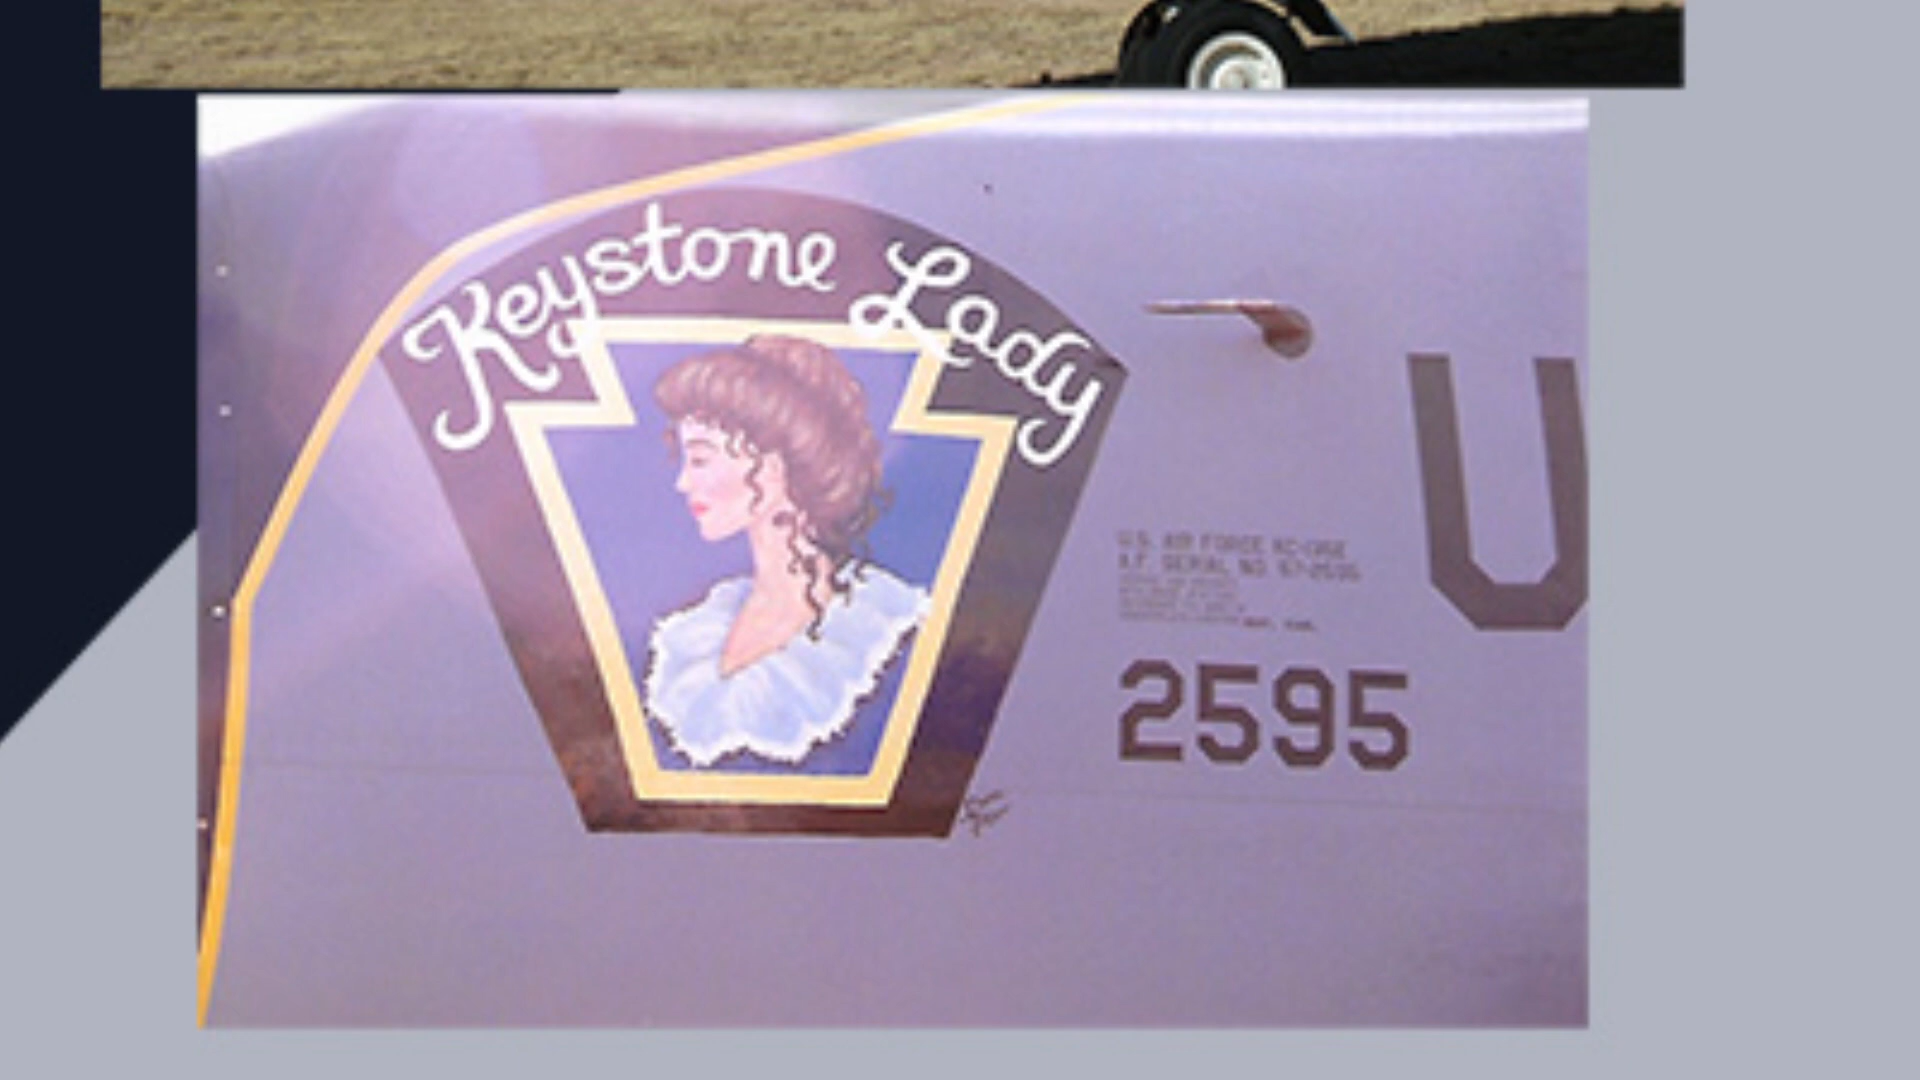 Keystone Lady
U
U.S. AIR FORCE KC-135E
A.F. SERIAL NO. 57-2595
2595